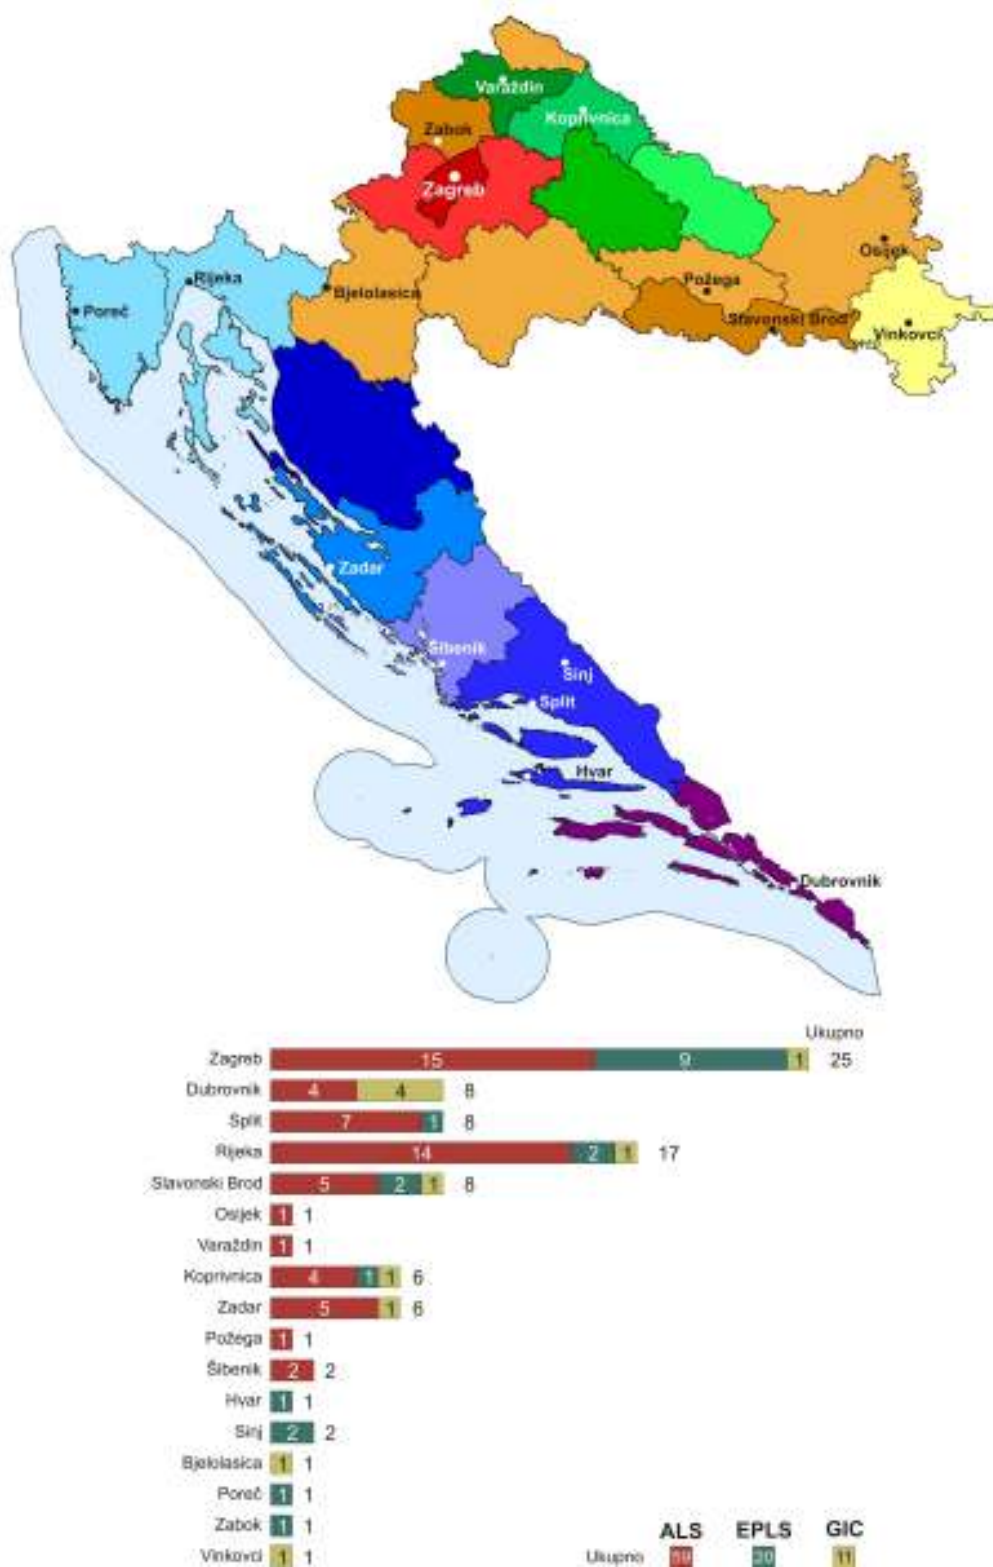 Varaždin
Koprivnica
Zabok
Zagreb
Osijek
Rijeka
Bjelolasica
Požega
Poreč
Slavonski Brod
Vinkovci
Zadar
Šibenik
Sinj
Split
Hvar
Dubrovnik
Ukupno
Zagreb 15 9 1 25
Dubrovnik 4 4 8
Split 7 1 8
Rijeka 14 2 1 17
Slavonski Brod 5 2 1 8
Osijek 1 1
Varaždin 1 1
Koprivnica 4 1 1 6
Zadar 5 1 6
Požega 1 1
Šibenik 2 2
Hvar 1 1
Sinj 2 2
Bjelolasica 1 1
Poreč 1 1
Zabok 1 1
Vinkovci 1 1
ALS EPLS GIC
Ukupno 59 20 11